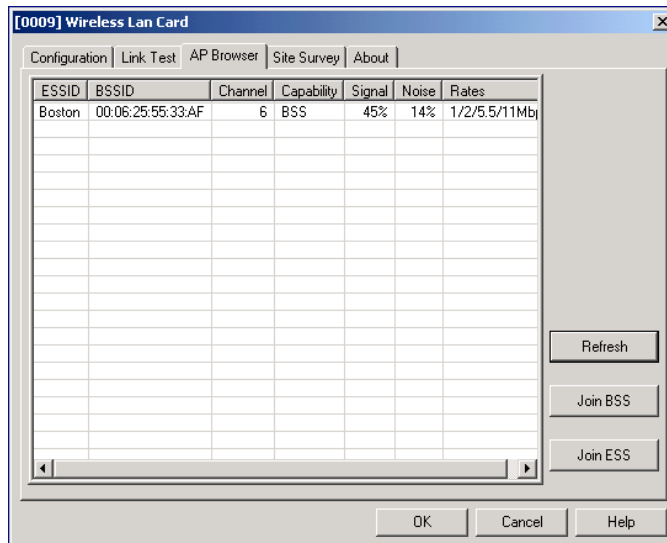 [0009] Wireless Lan Card
Configuration Link Test AP Browser Site Survey About
ESSID BSSID Channel Capability Signal Noise Rates
Boston 00:06:25:55:33:AF 6 BSS 45% 14% 1/2/5.5/11Mb
Refresh
Join BSS
Join ESS
OK Cancel Help